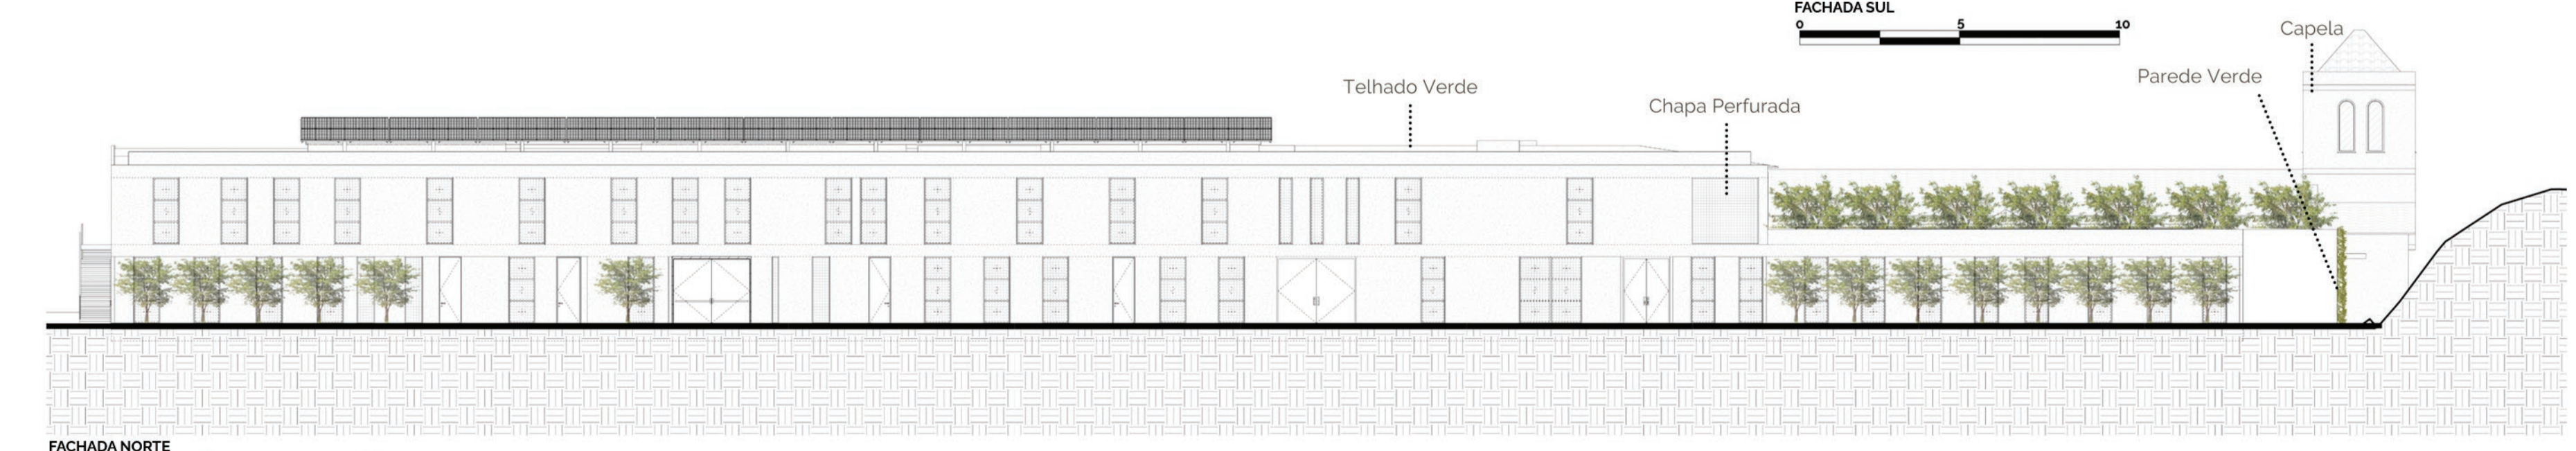 FACHADA SUL
0 5 10
Capela
Parede Verde
Telhado Verde
Chapa Perfurada
FACHADA NORTE